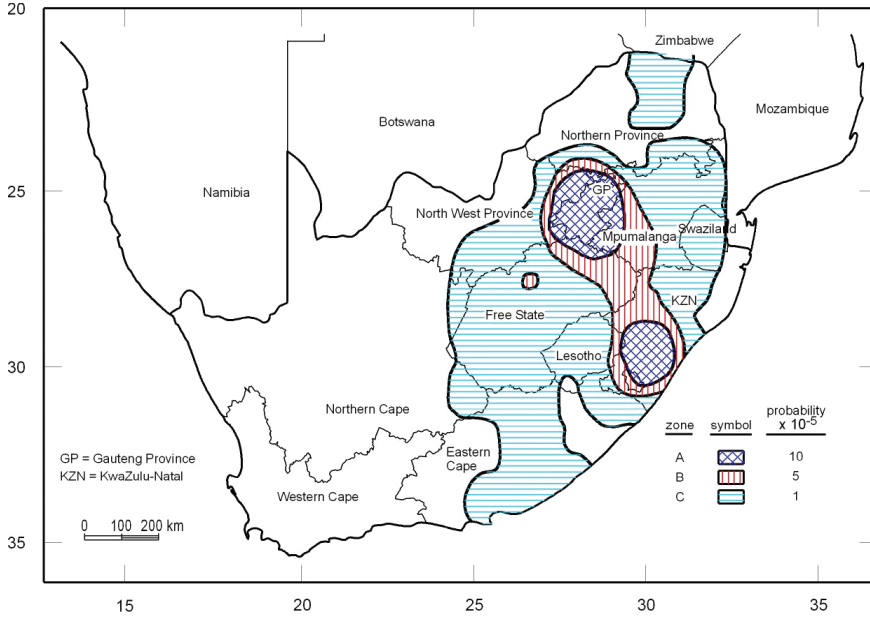 20
Zimbabwe
Mozambique
Botswana
Northern Province
25
Namibia
GP
North West Province
Swaziland
Mpumalanga
KZN
Free State
30
Lesotho
Northern Cape
probability
zone symbol x 10-5
GP = Gauteng Province
KZN = KwaZulu-Natal
Eastern
Cape
A 10
B 5
C 1
Western Cape
0 100 200 km
35
15 20 25 30 35